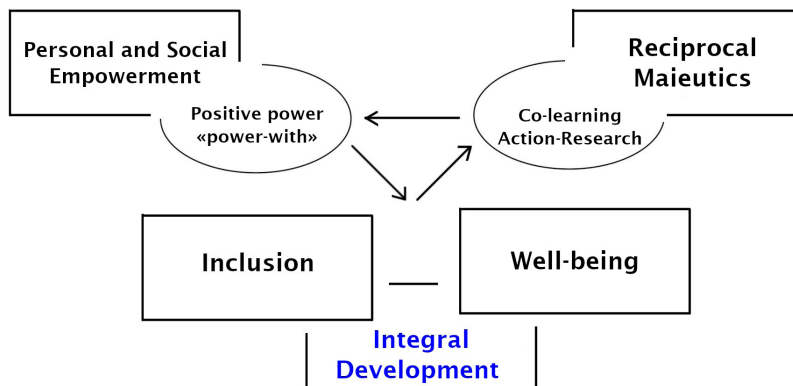 Personal and Social
Empowerment
Positive power
«power-with»
Reciprocal
Maieutics
Co-learning
Action-Research
Inclusion
Well-being
Integral
Development